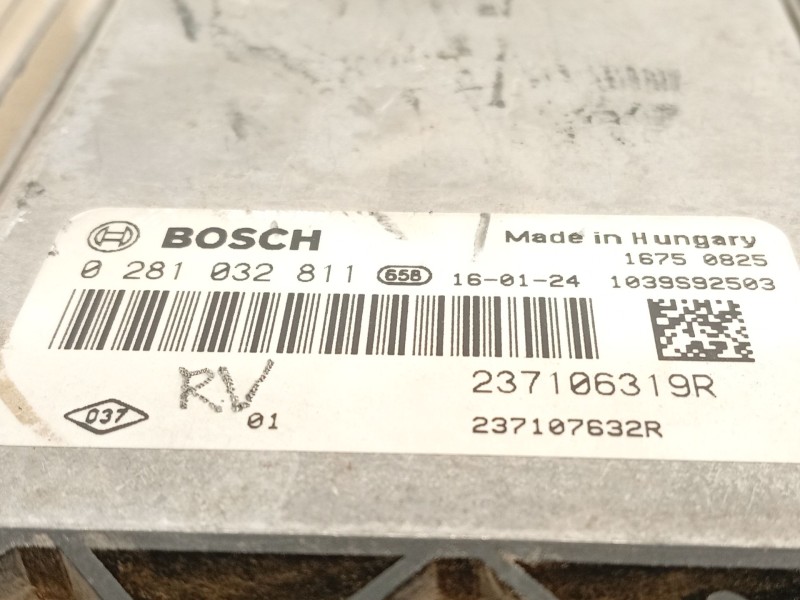 BOSCH Made in Hungary
1675 0825
0 281 032 811 65B 16-01-24 1039S92503
RV 237106319R
037 01 237107632R